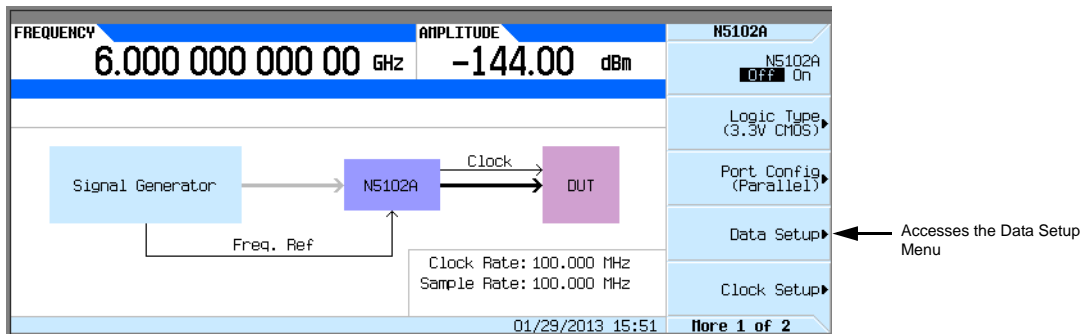 FREQUENCY
6.000 000 000 00 GHz
AMPLITUDE
-144.00 dBm
N5102A
N5102A
Off On
Logic Type
(3.3V CMOS)
Port Config
(Parallel)
Data Setup
Clock Setup
More 1 of 2
Signal Generator
N5102A
Clock
DUT
Freq. Ref
Clock Rate: 100.000 MHz
Sample Rate: 100.000 MHz
01/29/2013 15:51
Accesses the Data Setup
Menu